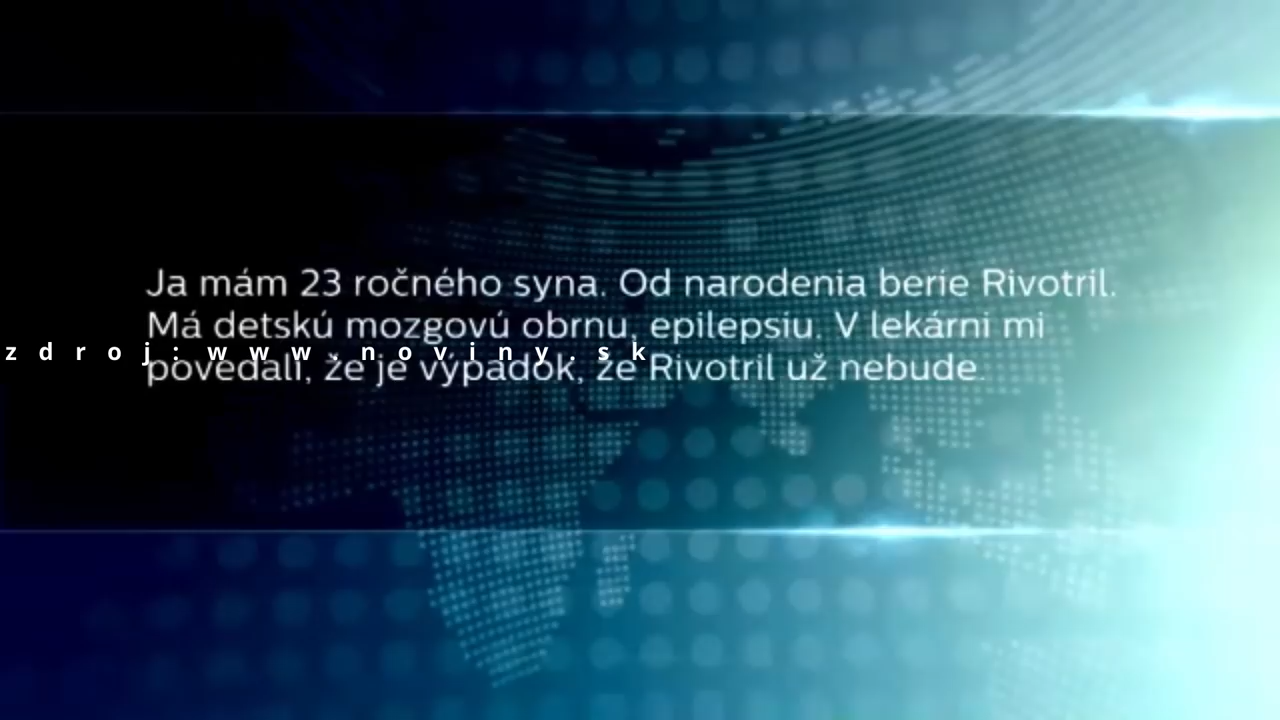 Ja mám 23 ročného syna. Od narodenia berie Rivotril.
Má detskú mozgovú obrnu, epilepsiu. V lekárni mi
zdroj: www.noviny.sk
povedali, že je výpadok, že Rivotril už nebude.